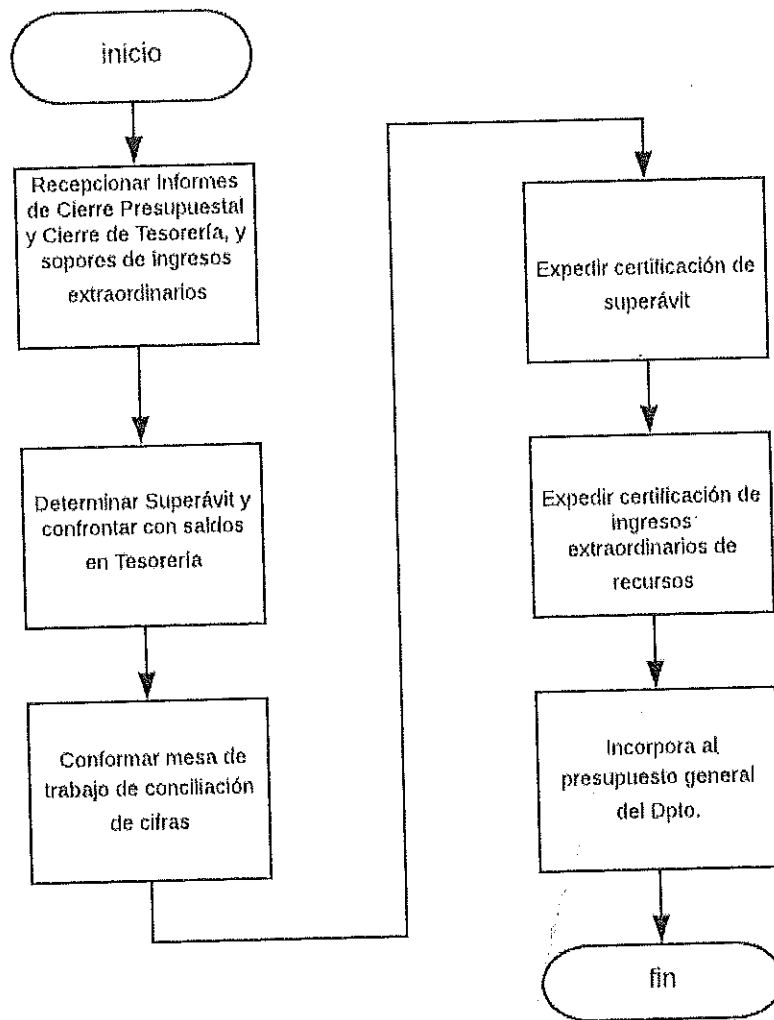 inicio
Recepcionar Informes
de Cierre Presupuestal
y Cierre de Tesorería, y
sopores de ingresos
extraordinarios
Determinar Superávit y
confrontar con saldos
en Tesorería
Conformar mesa de
trabajo de conciliación
de cifras
Expedir certificación de
superávit
Expedir certificación de
ingresos
extraordinarios de
recursos
Incorpora al
presupuesto general
del Dpto.
fin